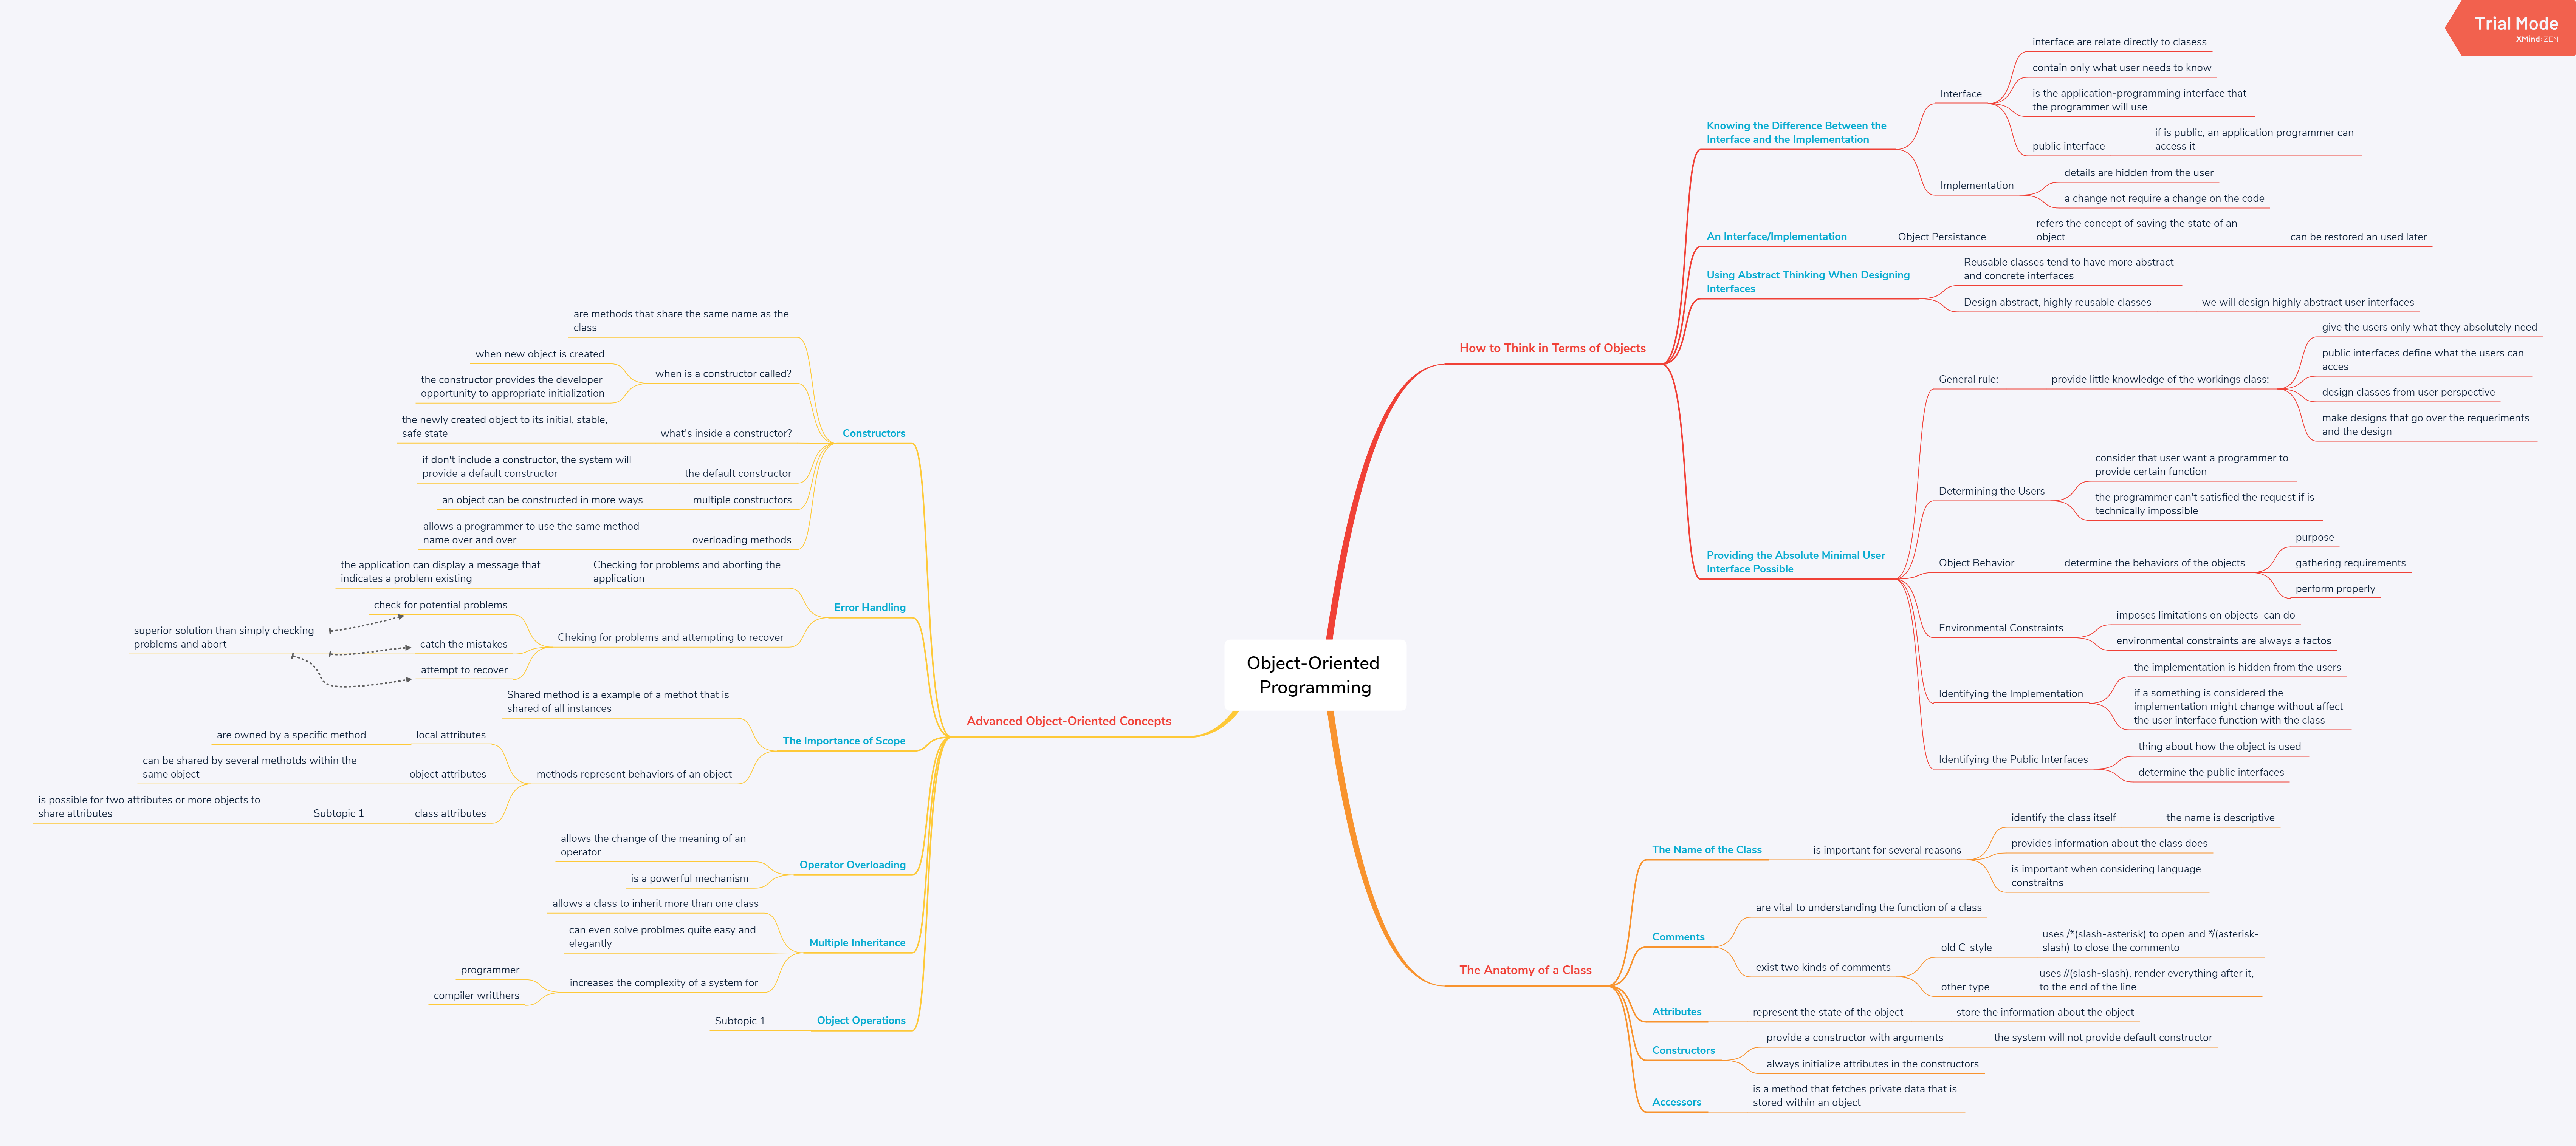 Trial Mode
XMind:ZEN
Object-Oriented
Programming
How to Think in Terms of Objects
Knowing the Difference Between the
Interface and the Implementation
Interface
interface are relate directly to clasess
contain only what user needs to know
is the application-programming interface that
the programmer will use
public interface
if is public, an application programmer can
access it
Implementation
details are hidden from the user
a change not require a change on the code
An Interface/Implementation
Object Persistance
refers the concept of saving the state of an
object
can be restored an used later
Using Abstract Thinking When Designing
Interfaces
Reusable classes tend to have more abstract
and concrete interfaces
Design abstract, highly reusable classes
we will design highly abstract user interfaces
Providing the Absolute Minimal User
Interface Possible
General rule:
provide little knowledge of the workings class:
give the users only what they absolutely need
public interfaces define what the users can
acces
design classes from user perspective
make designs that go over the requeriments
and the design
Determining the Users
consider that user want a programmer to
provide certain function
the programmer can't satisfied the request if is
technically impossible
Object Behavior
determine the behaviors of the objects
purpose
gathering requirements
perform properly
Environmental Constraints
imposes limitations on objects  can do
environmental constraints are always a factos
Identifying the Implementation
the implementation is hidden from the users
if a something is considered the
implementation might change without affect
the user interface function with the class
Identifying the Public Interfaces
thing about how the object is used
determine the public interfaces
The Anatomy of a Class
The Name of the Class
is important for several reasons
identify the class itself
the name is descriptive
provides information about the class does
is important when considering language
constraitns
Comments
are vital to understanding the function of a class
exist two kinds of comments
old C-style
uses /*(slash-asterisk) to open and */(asterisk-
slash) to close the commento
other type
uses //(slash-slash), render everything after it,
to the end of the line
Attributes
represent the state of the object
store the information about the object
Constructors
provide a constructor with arguments
the system will not provide default constructor
always initialize attributes in the constructors
Accessors
is a method that fetches private data that is
stored within an object
Advanced Object-Oriented Concepts
Constructors
are methods that share the same name as the
class
when is a constructor called?
when new object is created
the constructor provides the developer
opportunity to appropriate initialization
what's inside a constructor?
the newly created object to its initial, stable,
safe state
the default constructor
if don't include a constructor, the system will
provide a default constructor
multiple constructors
an object can be constructed in more ways
overloading methods
allows a programmer to use the same method
name over and over
Error Handling
Checking for problems and aborting the
application
the application can display a message that
indicates a problem existing
Cheking for problems and attempting to recover
check for potential problems
catch the mistakes
superior solution than simply checking
problems and abort
attempt to recover
The Importance of Scope
Shared method is a example of a methot that is
shared of all instances
methods represent behaviors of an object
local attributes
are owned by a specific method
object attributes
can be shared by several methotds within the
same object
class attributes
Subtopic 1
is possible for two attributes or more objects to
share attributes
Operator Overloading
allows the change of the meaning of an
operator
is a powerful mechanism
Multiple Inheritance
allows a class to inherit more than one class
can even solve problmes quite easy and
elegantly
increases the complexity of a system for
programmer
compiler writthers
Object Operations
Subtopic 1